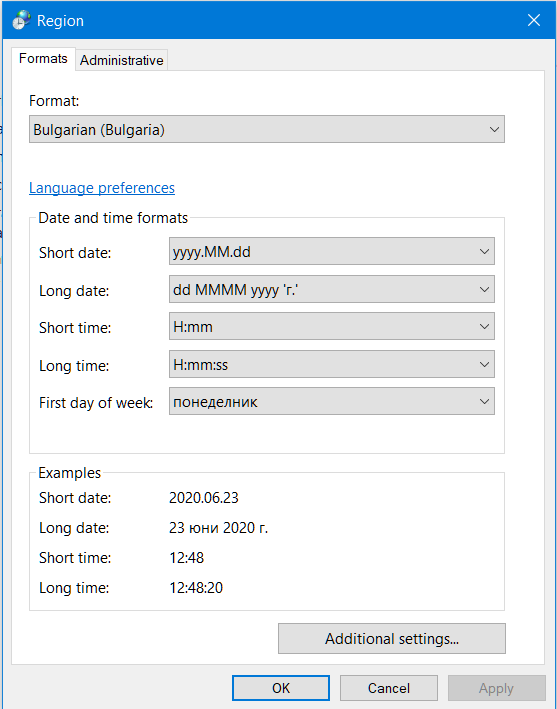 Region
Formats Administrative
Format:
Bulgarian (Bulgaria)
Language preferences
Date and time formats
Short date: yyyy.MM.dd
Long date: dd MMMM yyyy 'г.'
Short time: H:mm
Long time: H:mm:ss
First day of week: понеделник
Examples
Short date: 2020.06.23
Long date: 23 юни 2020 г.
Short time: 12:48
Long time: 12:48:20
Additional settings...
OK Cancel Apply